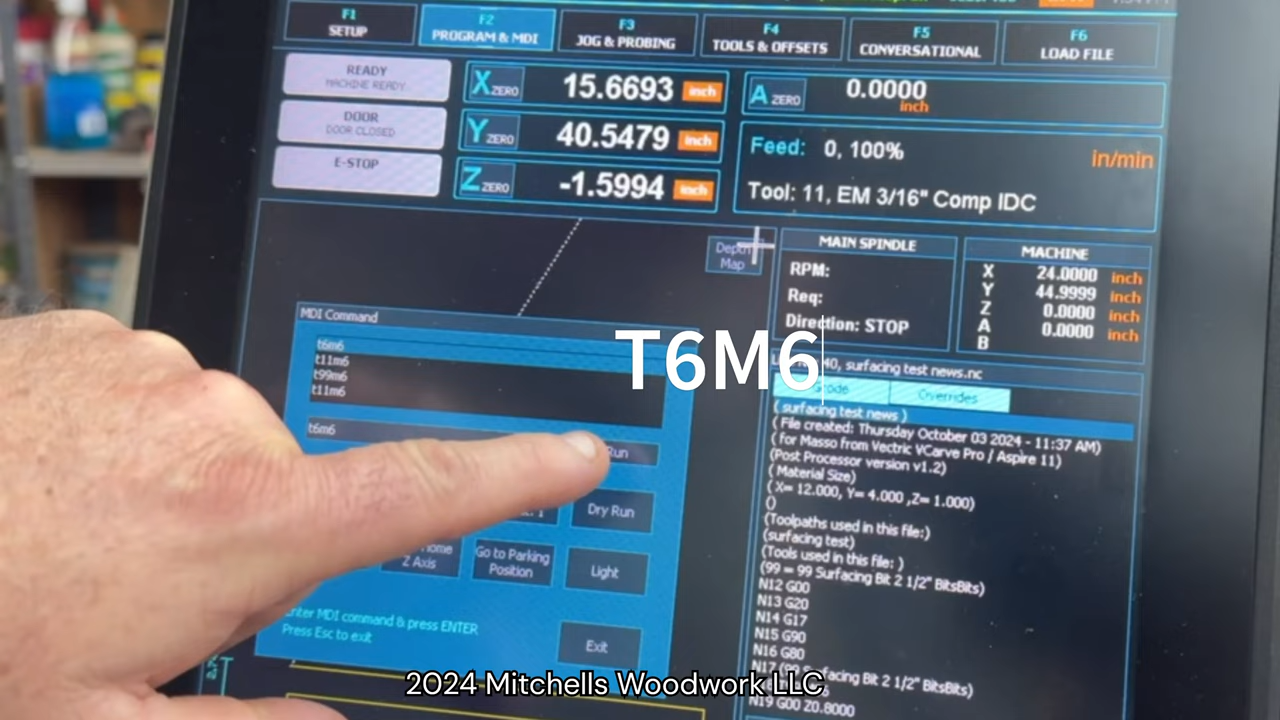 F1
SETUP
F2
PROGRAM & MDI
F3
JOG & PROBING
F4
TOOLS & OFFSETS
F5
CONVERSATIONAL
F6
LOAD FILE
READY
MACHINE READY
DOOR
DOOR CLOSED
E-STOP
X ZERO 15.6693 inch
Y ZERO 40.5479 inch
Z ZERO -1.5994 inch
A ZERO 0.0000 inch
Feed: 0, 100% in/min
Tool: 11, EM 3/16" Comp IDC
Depth
Map
MAIN SPINDLE
RPM:
Req:
Direction: STOP
MACHINE
X 24.0000 inch
Y 44.9999 inch
Z 0.0000 inch
A 0.0000 inch
B
MDI Command
t6m6
t11m6
t99m6
t11m6
t6m6
Run
Dry Run
Z Axis
Go to Parking
Position
Light
Enter MDI command & press ENTER
Press Esc to exit
Exit
T6M6
40, surfacing test news.nc
Overrides
( surfacing test news )
( File created: Thursday October 03 2024 - 11:37 AM)
( for Masso from Vectric VCarve Pro / Aspire 11)
(Post Processor version v1.2)
( Material Size)
( X= 12.000, Y= 4.000 ,Z= 1.000)
()
(Toolpaths used in this file:)
(surfacing test)
(Tools used in this file: )
(99 = 99 Surfacing Bit 2 1/2" BitsBits)
N12 G00
N13 G20
N14 G17
N15 G90
N16 G80
N17 (99 Surfacing Bit 2 1/2" BitsBits)
N19 G00 Z0.8000
2024 Mitchells Woodwork LLC